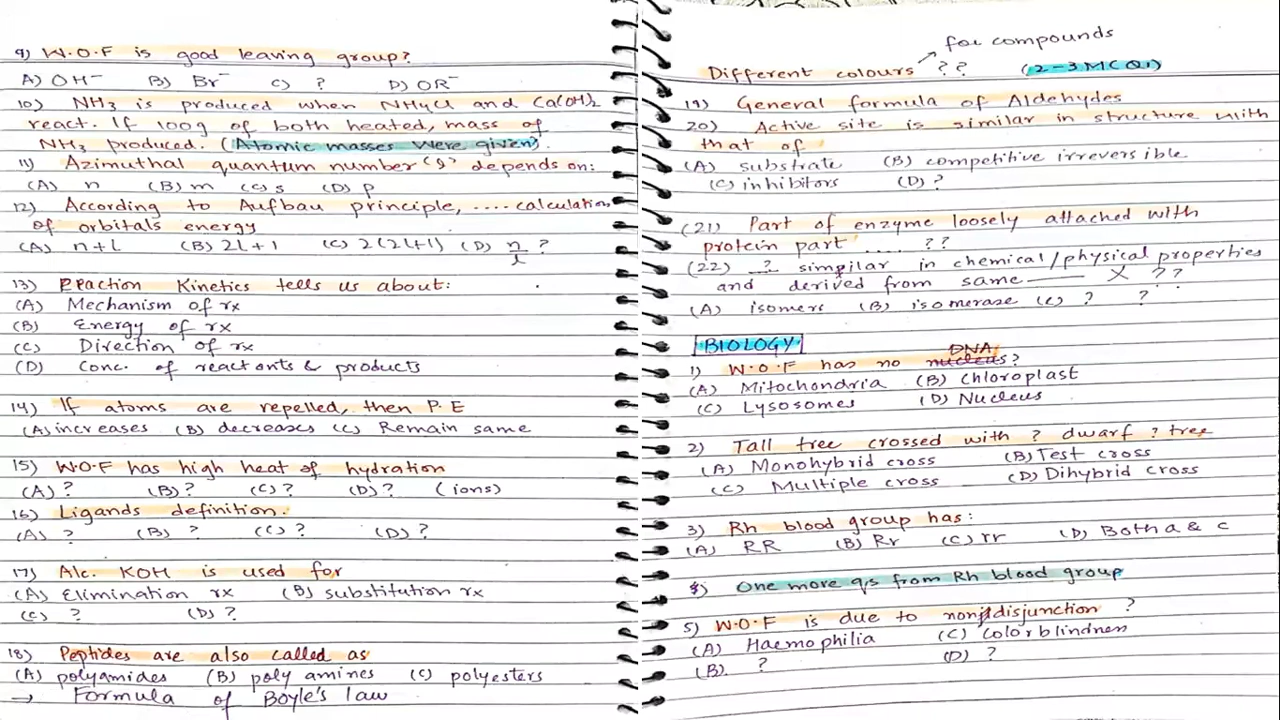 9) W.O.F is good leaving group?
A) OH⁻ B) Br⁻ C) ? D) OR⁻
10) NH3 is produced when NH4Cl and Ca(OH)2
react. If 100g of both heated, mass of
NH3 produced. (Atomic masses were given).
11) Azimuthal quantum number (l) depends on:
(A) n (B) m (C) s (D) p
12) According to Aufbau principle, .... calculation
of orbitals energy
(A) n+l (B) 2l+1 (C) 2(2l+1) (D) n/l ?
13) Reaction Kinetics tells us about:
(A) Mechanism of rx
(B) Energy of rx
(C) Direction of rx
(D) Conc. of reactants & products
14) If atoms are repelled, then P.E
(A) increases (B) decreases (C) Remain same
15) W.O.F has high heat of hydration
(A) ? (B) ? (C) ? (D) ? (ions)
16) Ligands definition.
(A) ? (B) ? (C) ? (D) ?
17) Alc. KOH is used for
(A) Elimination rx (B) substitution rx
(C) ? (D) ?
18) Peptides are also called as
(A) polyamides (B) poly amines (C) polyesters
→ Formula of Boyle's law
for compounds
Different colours ?? (2-3 MCQs)
19) General formula of Aldehydes
20) Active site is similar in structure with
that of
(A) substrate (B) competitive irreversible
(C) inhibitors (D) ?
(21) Part of enzyme loosely attached with
protein part .... ??
(22) ? similar in chemical/physical properties
and derived from same — X ??
(A) isomers (B) isomerase (C) ? ?
BIOLOGY
DNA
1) W.O.F has no nucleus?
(A) Mitochondria (B) Chloroplast
(C) Lysosomes (D) Nucleus
2) Tall tree crossed with ? dwarf ? tree
(A) Monohybrid cross (B) Test cross
(C) Multiple cross (D) Dihybrid cross
3) Rh blood group has:
(A) RR (B) Rr (C) rr (D) Both a & c
4) One more q/s from Rh blood group
5) W.O.F is due to nondisjunction ?
(A) Haemophilia (C) Colorblindness
(B). ? (D) ?